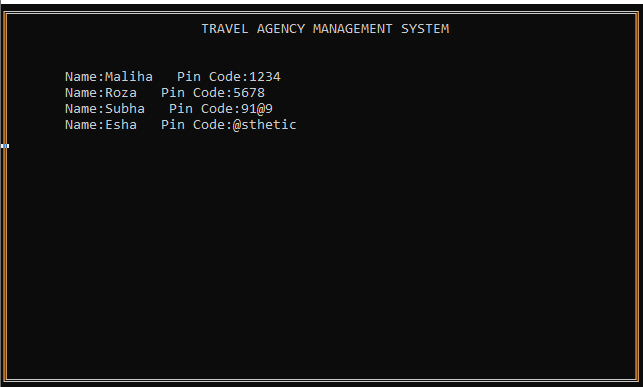 TRAVEL AGENCY MANAGEMENT SYSTEM
Name:Maliha   Pin Code:1234
Name:Roza   Pin Code:5678
Name:Subha   Pin Code:91@9
Name:Esha   Pin Code:@sthetic